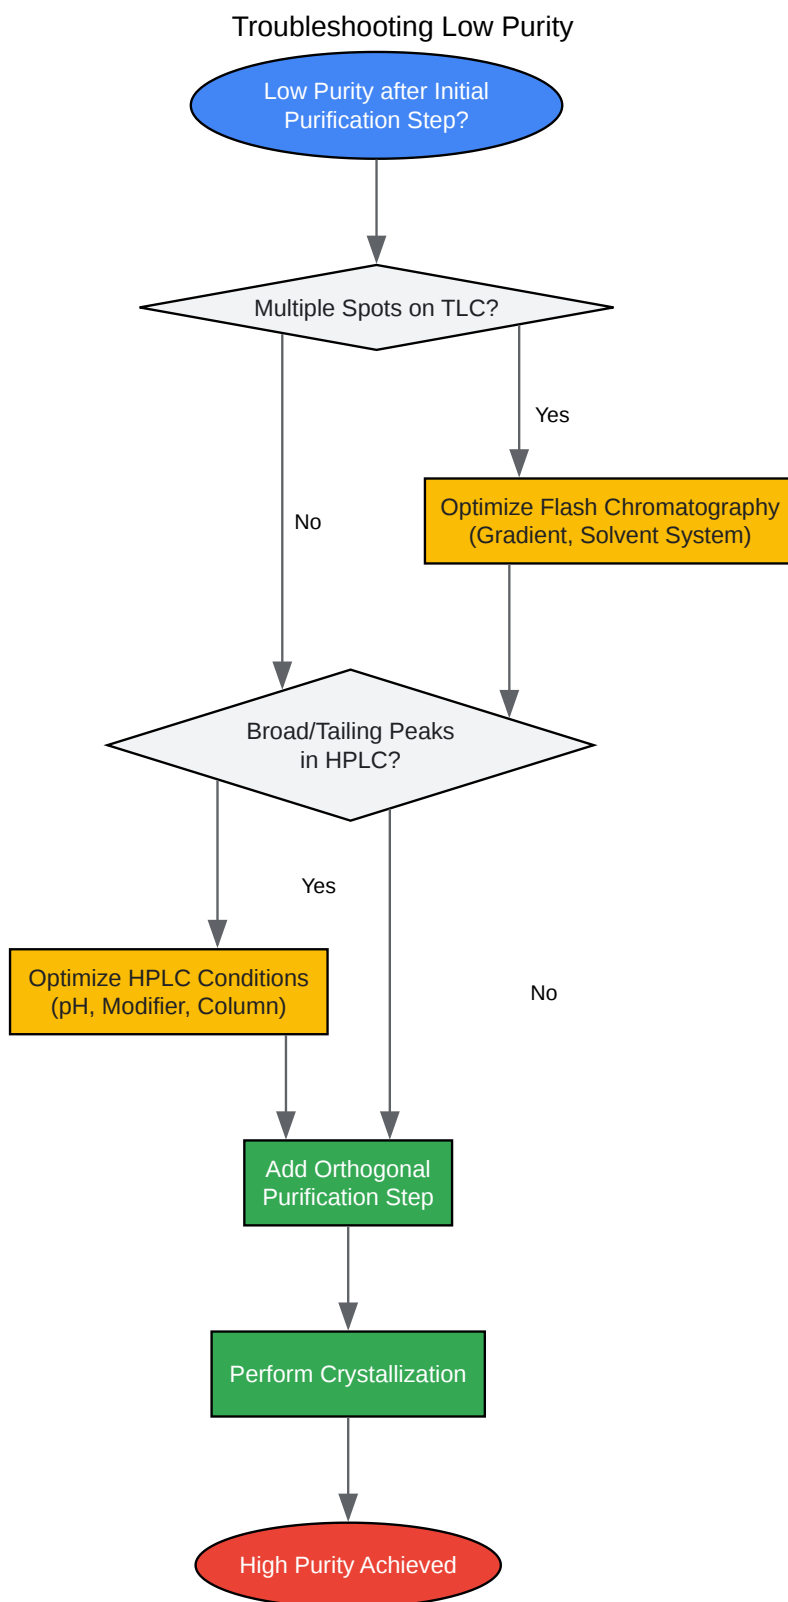 Troubleshooting Low Purity
Low Purity after Initial
Purification Step?
Multiple Spots on TLC?
Yes
No
Optimize Flash Chromatography
(Gradient, Solvent System)
Broad/Tailing Peaks
in HPLC?
Yes
No
Optimize HPLC Conditions
(pH, Modifier, Column)
Add Orthogonal
Purification Step
Perform Crystallization
High Purity Achieved